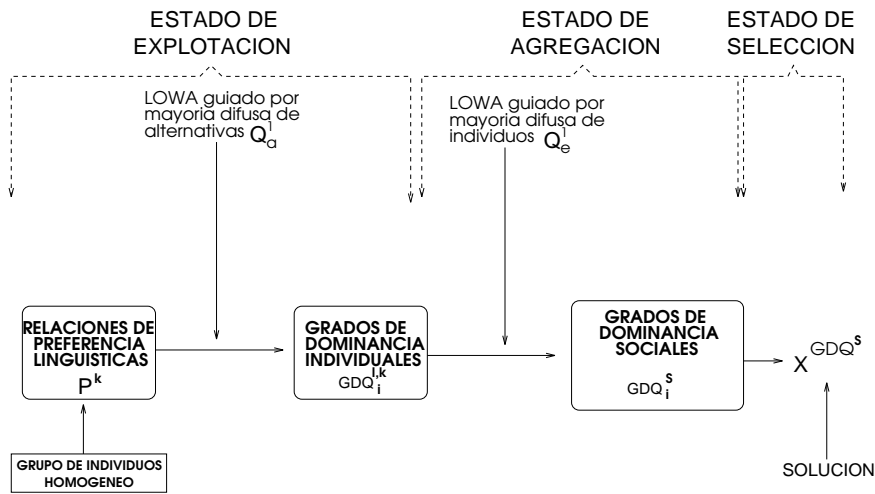 ESTADO DE
EXPLOTACION
ESTADO DE
AGREGACION
ESTADO DE
SELECCION
LOWA guiado por
mayoria difusa de
alternativas Q_a^1
LOWA guiado por
mayoria difusa de
individuos Q_e^1
RELACIONES DE
PREFERENCIA
LINGUISTICAS
P^k
GRADOS DE
DOMINANCIA
INDIVIDUALES
GDQ_i^{I,k}
GRADOS DE
DOMINANCIA
SOCIALES
GDQ_i^S
X^{GDQ^S}
GRUPO DE INDIVIDUOS
HOMOGENEO
SOLUCION